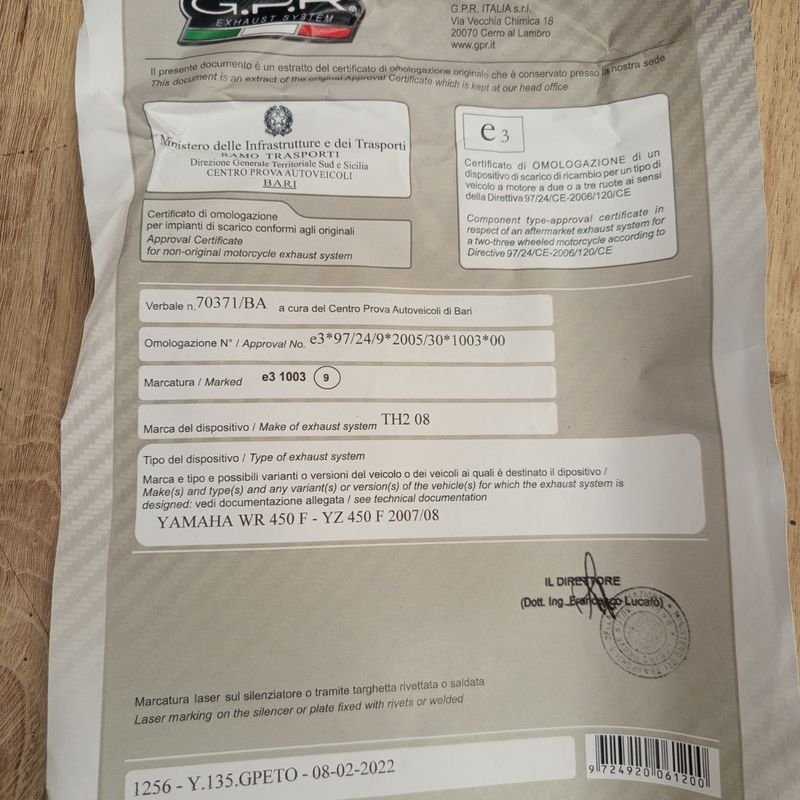 G.P.R.
EXHAUST SYSTEM
G.P.R. ITALIA s.r.l.
Via Vecchia Chimica 18
20070 Cerro al Lambro
www.gpr.it
Il presente documento è un estratto del certificato di omologazione originale che è conservato presso la nostra sede
This document is an extract of the original Approval Certificate which is kept at our head office
Ministero delle Infrastrutture e dei Trasporti
RAMO TRASPORTI
Direzione Generale Territoriale Sud e Sicilia
CENTRO PROVA AUTOVEICOLI
BARI
e3
Certificato di OMOLOGAZIONE di un
dispositivo di scarico di ricambio per un tipo di
veicolo a motore a due o a tre ruote ai sensi
della Direttiva 97/24/CE-2006/120/CE
Component type-approval certificate in
respect of an aftermarket exhaust system for
a two-three wheeled motorcycle according to
Directive 97/24/CE-2006/120/CE
Certificato di omologazione
per impianti di scarico conformi agli originali
Approval Certificate
for non-original motorcycle exhaust system
Verbale n.70371/BA a cura del Centro Prova Autoveicoli di Bari
Omologazione N° / Approval No. e3*97/24/9*2005/30*1003*00
Marcatura / Marked e3 1003 9
Marca del dispositivo / Make of exhaust system TH2 08
Tipo del dispositivo / Type of exhaust system
Marca e tipo e possibili varianti o versioni del veicolo o dei veicoli ai quali è destinato il dipositivo /
Make(s) and type(s) and any variant(s) or version(s) of the vehicle(s) for which the exhaust system is
designed: vedi documentazione allegata / see technical documentation
YAMAHA WR 450 F - YZ 450 F 2007/08
IL DIRETTORE
(Dott. Ing. Francesco Lucafò)
Marcatura laser sul silenziatore o tramite targhetta rivettata o saldata
Laser marking on the silencer or plate fixed with rivets or welded
1256 - Y.135.GPETO - 08-02-2022
9 724920 061200